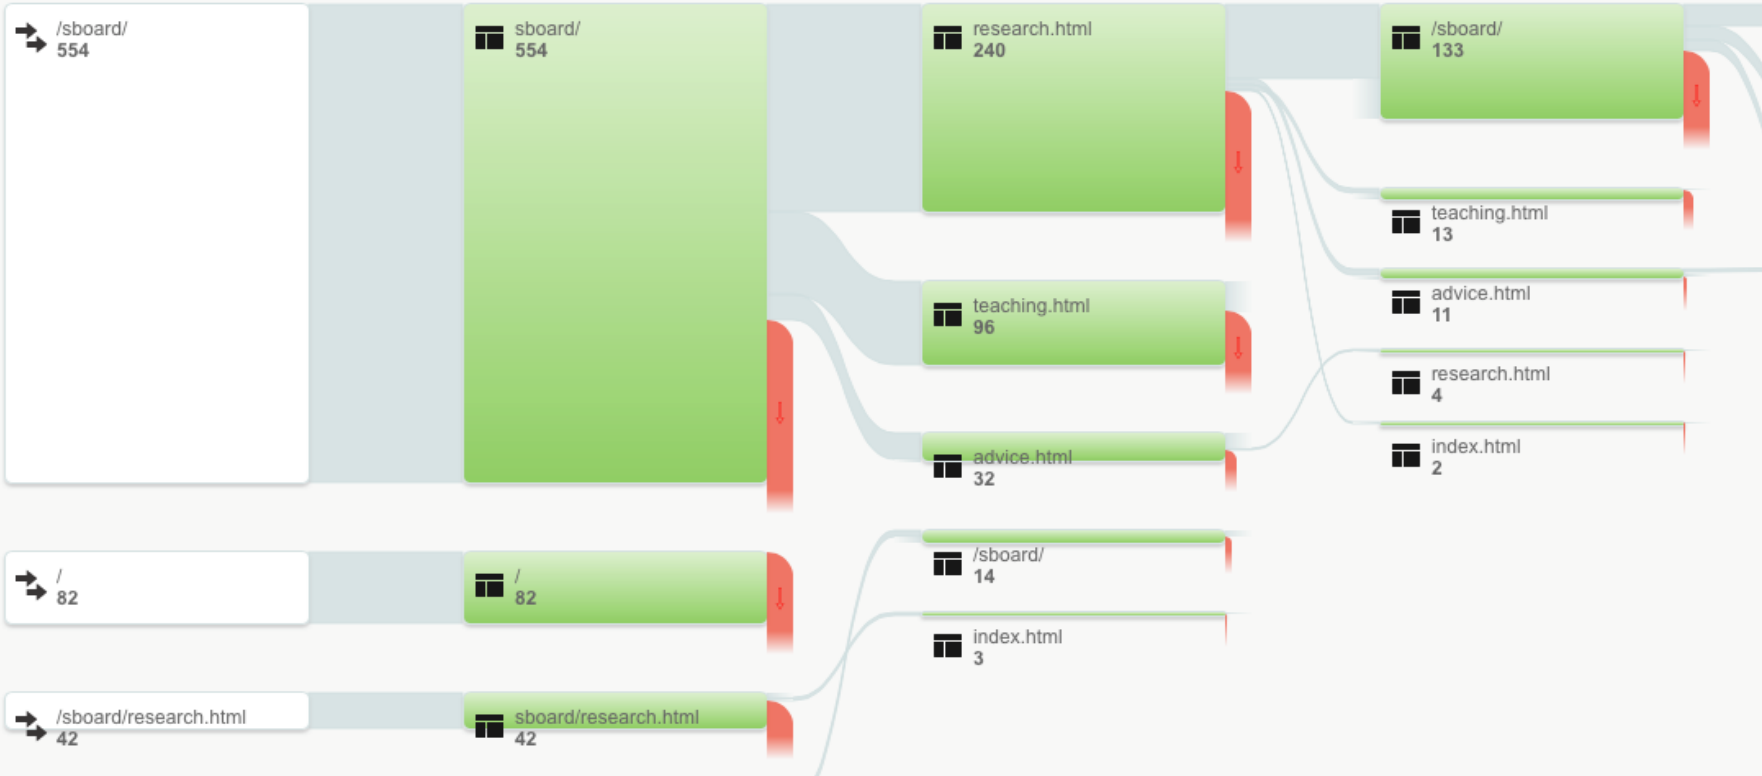 /sboard/
554
/
82
/sboard/research.html
42
sboard/
554
/
82
sboard/research.html
42
research.html
240
teaching.html
96
advice.html
32
/sboard/
14
index.html
3
/sboard/
133
teaching.html
13
advice.html
11
research.html
4
index.html
2